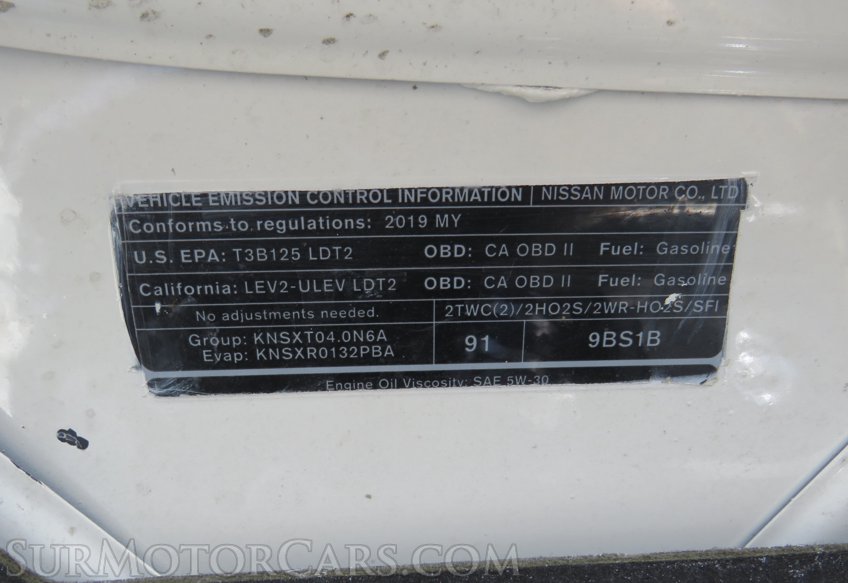 VEHICLE EMISSION CONTROL INFORMATION | NISSAN MOTOR CO., LTD
Conforms to regulations: 2019 MY
U.S. EPA: T3B125 LDT2 OBD: CA OBD II Fuel: Gasoline
California: LEV2-ULEV LDT2 OBD: CA OBD II Fuel: Gasoline
No adjustments needed. 2TWC(2)/2HO2S/2WR-HO2S/SFI
Group: KNSXT04.0N6A
Evap: KNSXR0132PBA
91
9BS1B
Engine Oil Viscosity: SAE 5W-30
SurMotorCars.com